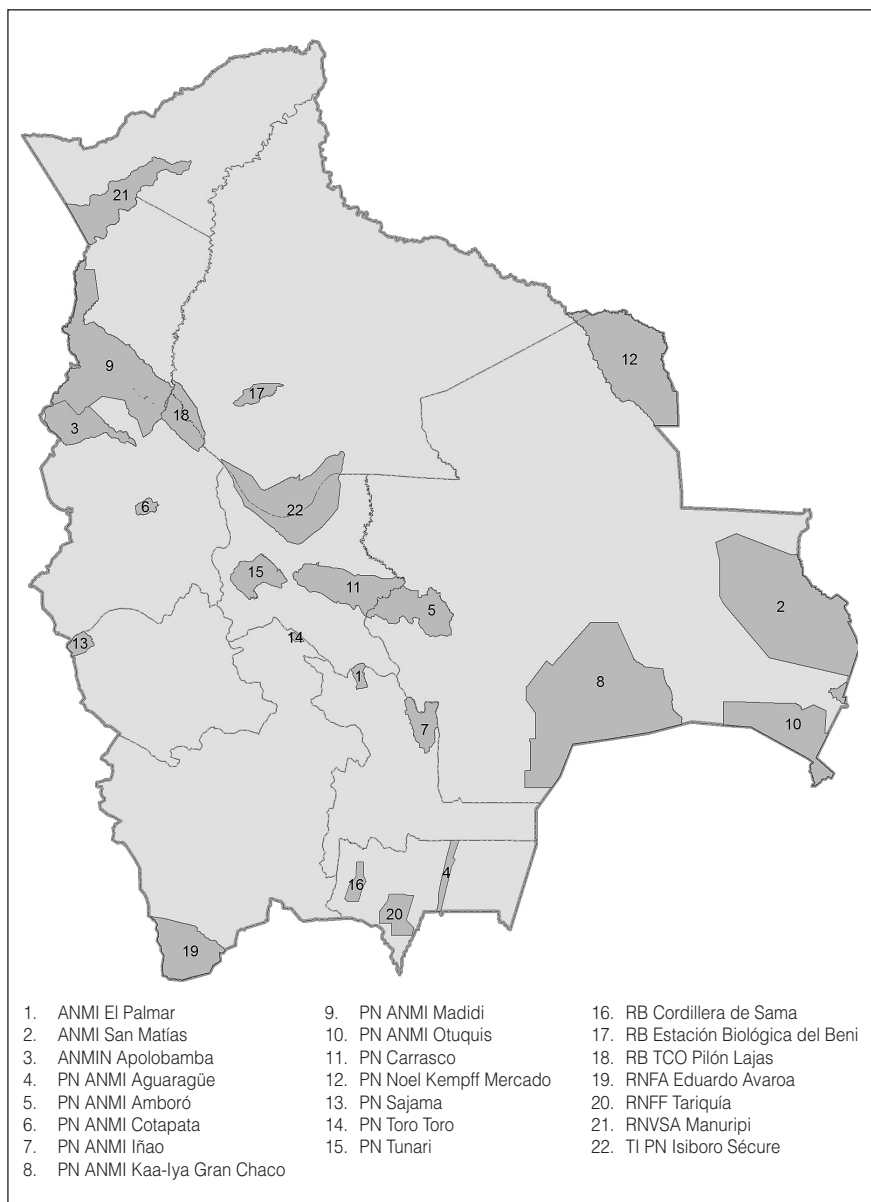 21
12
9
17
18
3
22
6
15
11
2
5
13
14
1
8
7
10
4
16
20
19
1. ANMI El Palmar
2. ANMI San Matías
3. ANMIN Apolobamba
4. PN ANMI Aguaragüe
5. PN ANMI Amboró
6. PN ANMI Cotapata
7. PN ANMI Iñao
8. PN ANMI Kaa-Iya Gran Chaco
9. PN ANMI Madidi
10. PN ANMI Otuquis
11. PN Carrasco
12. PN Noel Kempff Mercado
13. PN Sajama
14. PN Toro Toro
15. PN Tunari
16. RB Cordillera de Sama
17. RB Estación Biológica del Beni
18. RB TCO Pilón Lajas
19. RNFA Eduardo Avaroa
20. RNFF Tariquía
21. RNVSA Manuripi
22. TI PN Isiboro Sécure